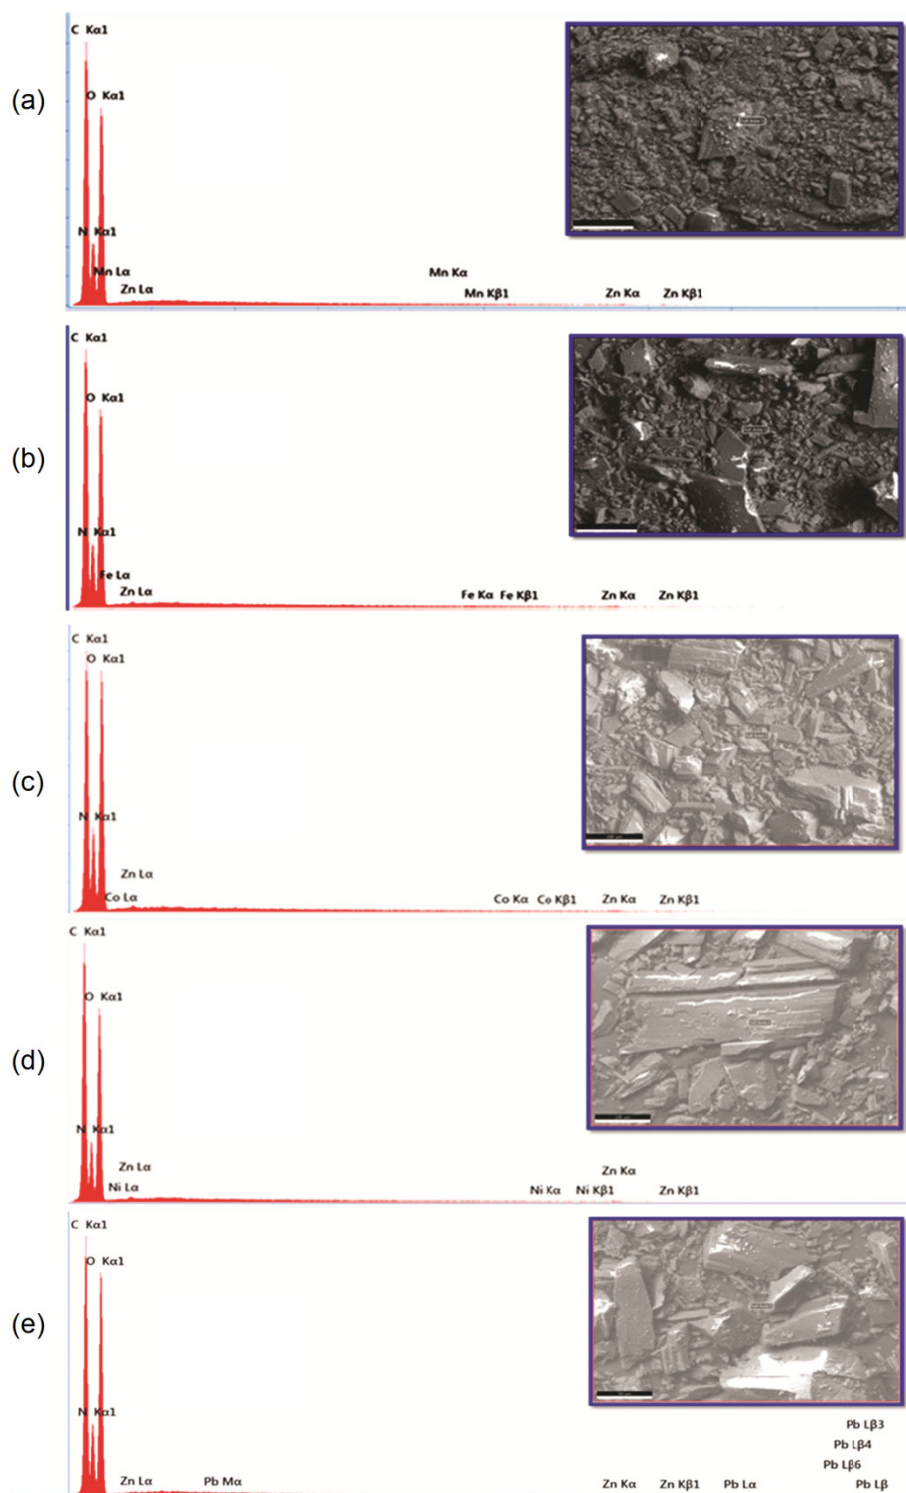 (a)
C Kα1
O Kα1
N Kα1
Mn Lα
Zn Lα
Mn Kα
Mn Kβ1
Zn Kα
Zn Kβ1
(b)
C Kα1
O Kα1
N Kα1
Fe Lα
Zn Lα
Fe Kα
Fe Kβ1
Zn Kα
Zn Kβ1
(c)
C Kα1
O Kα1
N Kα1
Zn Lα
Co Lα
Co Kα
Co Kβ1
Zn Kα
Zn Kβ1
(d)
C Kα1
O Kα1
N Kα1
Zn Lα
Ni Lα
Zn Kα
Ni Kα
Ni Kβ1
Zn Kβ1
(e)
C Kα1
O Kα1
N Kα1
Zn Lα
Pb Mα
Zn Kα
Zn Kβ1
Pb Lα
Pb Lβ3
Pb Lβ4
Pb Lβ6
Pb Lβ